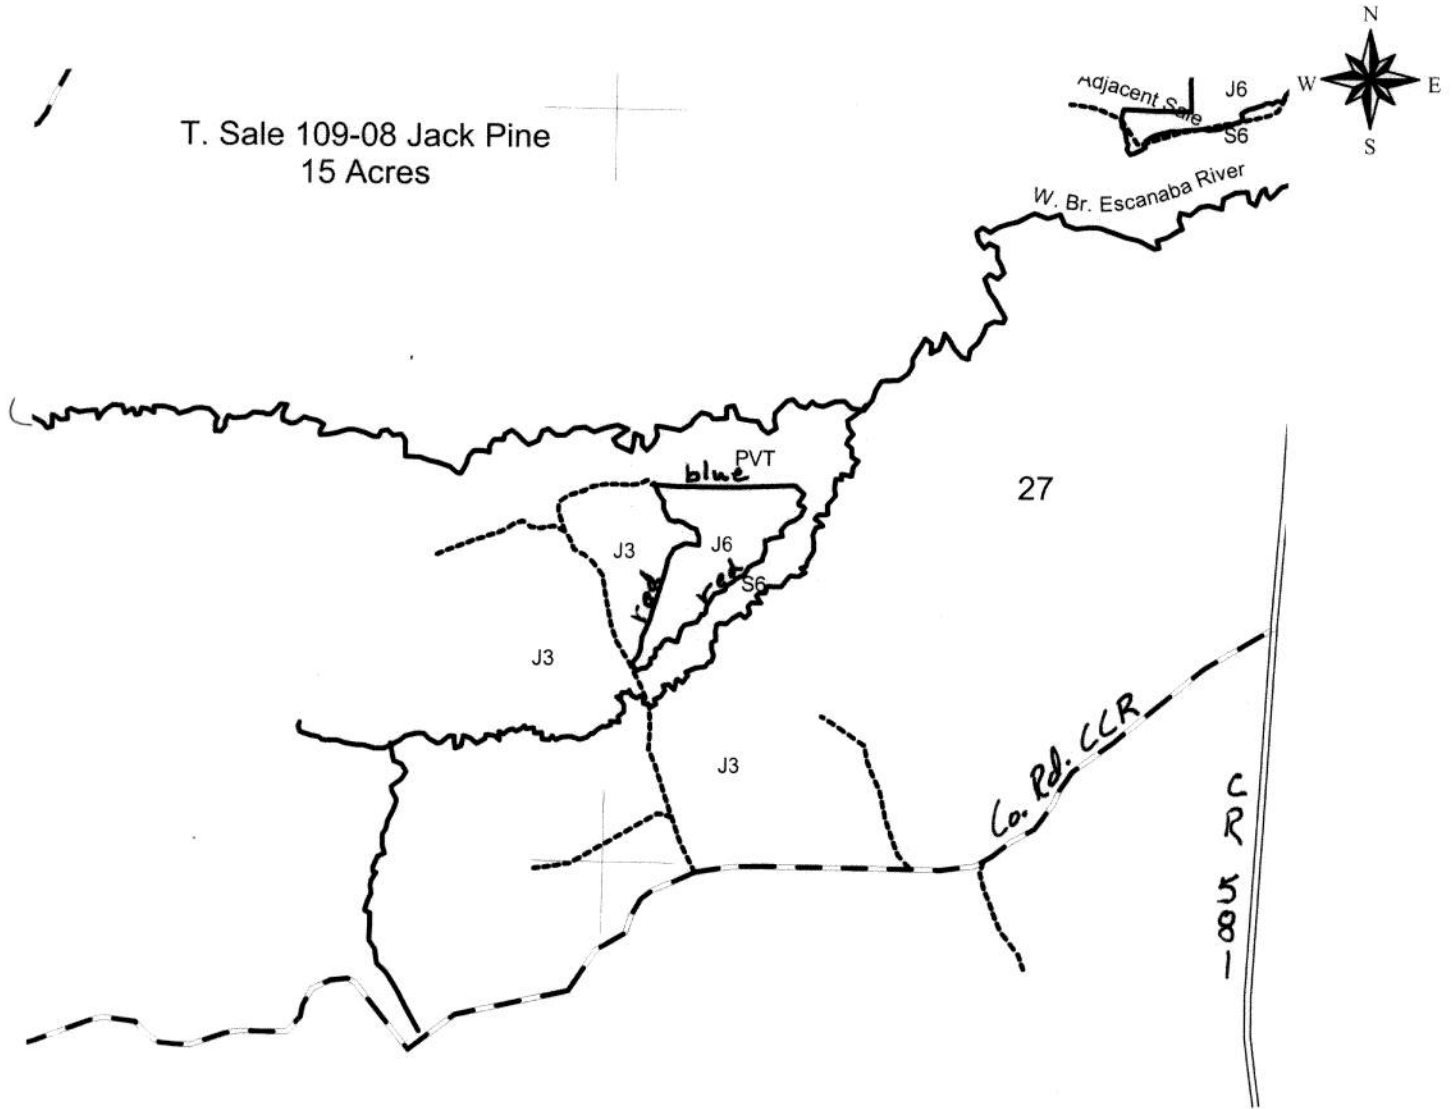 N
W
E
S
Adjacent Sale
J6
S6
T. Sale 109-08 Jack Pine
15 Acres
W. Br. Escanaba River
PVT
blue
27
J3
J6
red
red
S6
J3
J3
Co. Rd. CCR
CR 581